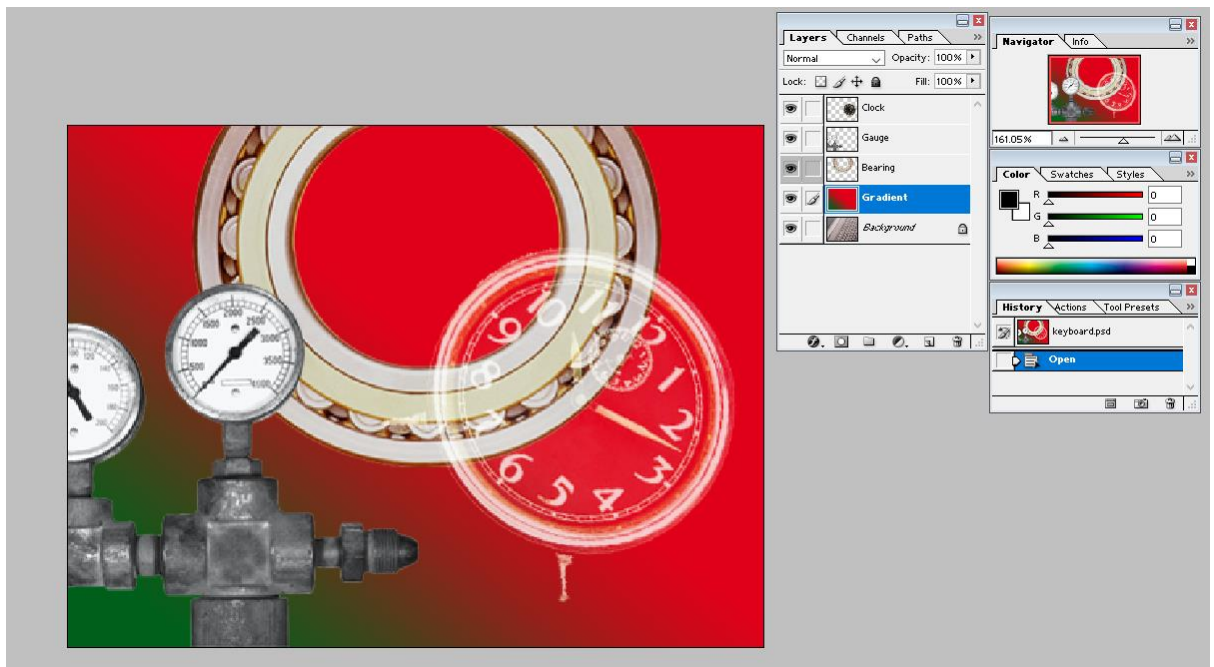 Layers Channels Paths >>
Normal Opacity: 100%
Lock: Fill: 100%
Clock
Gauge
Bearing
Gradient
Background
Navigator Info >>
161.05%
Color Swatches Styles >>
R 0
G 0
B 0
History Actions Tool Presets >>
keyboard.psd
Open
2000
1500 2500
1000 3000
500 3500
4000
10 11 12
9 1
8 2
7 3
6 5 4